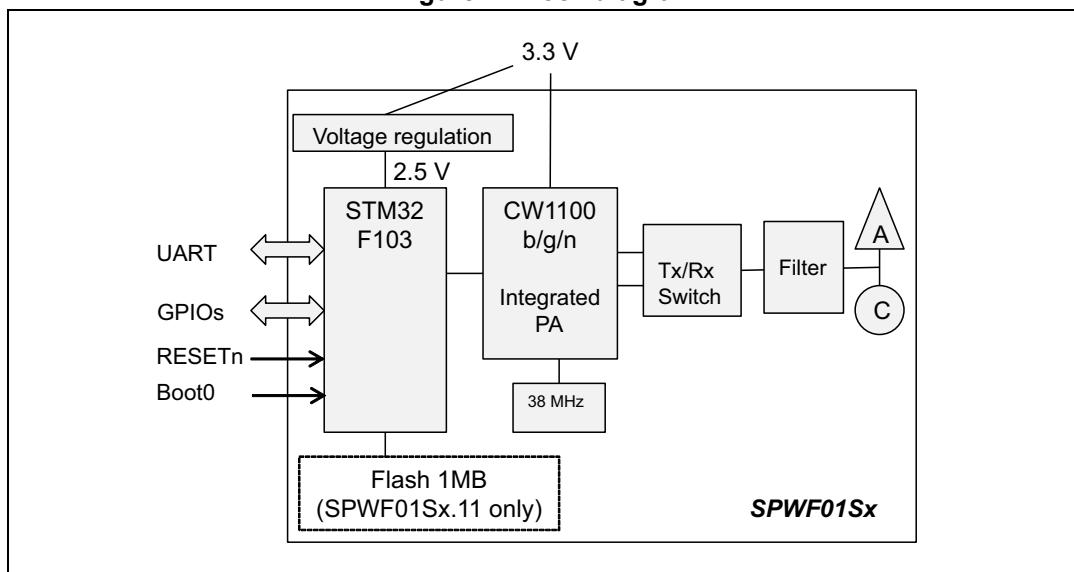 3.3 V
Voltage regulation
2.5 V
STM32
F103
CW1100
b/g/n
Integrated
PA
UART
GPIOs
RESETn
Boot0
Tx/Rx
Switch
Filter
A
C
38 MHz
Flash 1MB
(SPWF01Sx.11 only)
SPWF01Sx